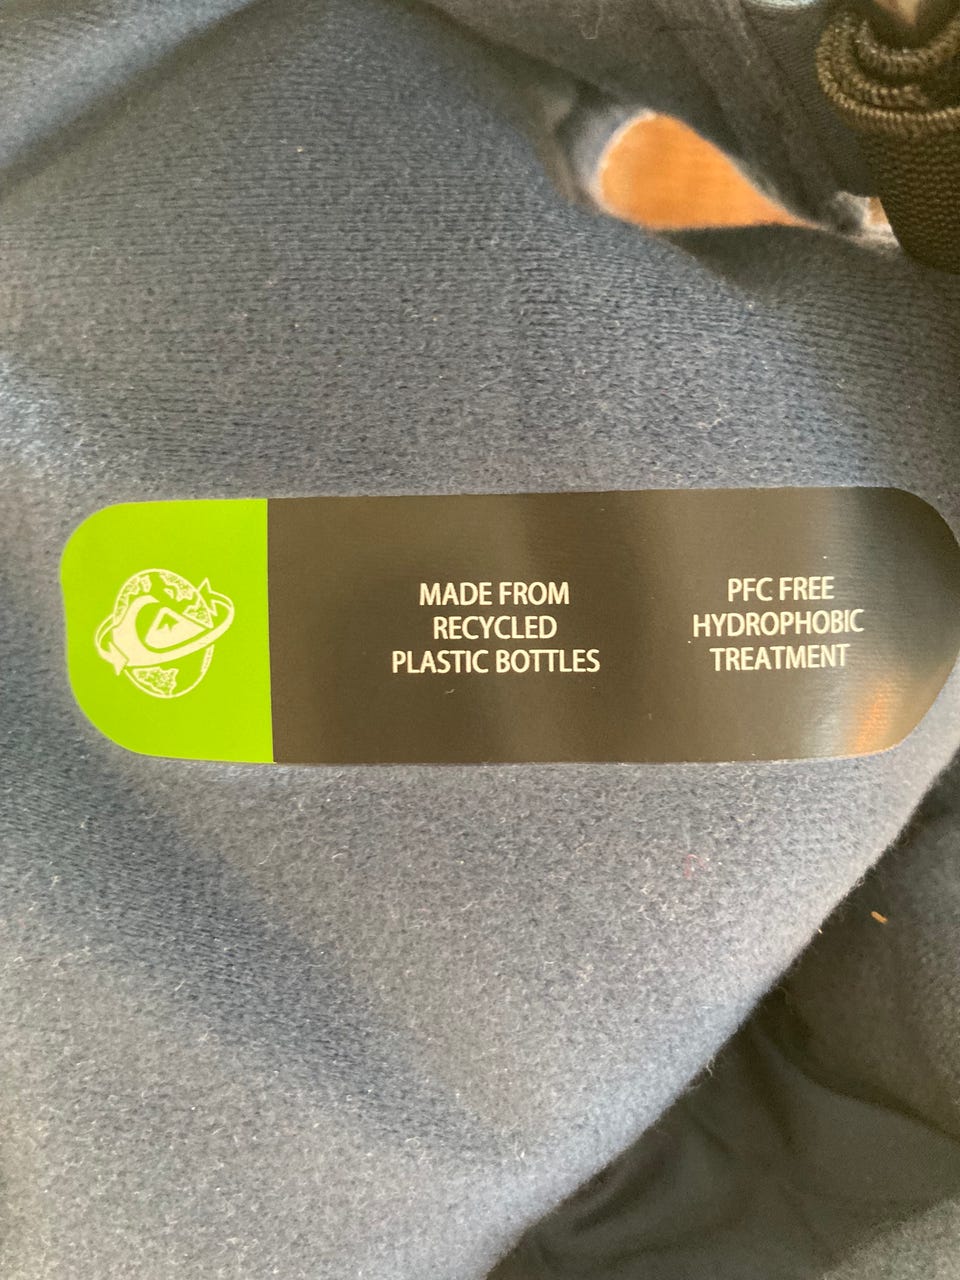 MADE FROM
RECYCLED
PLASTIC BOTTLES
PFC FREE
HYDROPHOBIC
TREATMENT